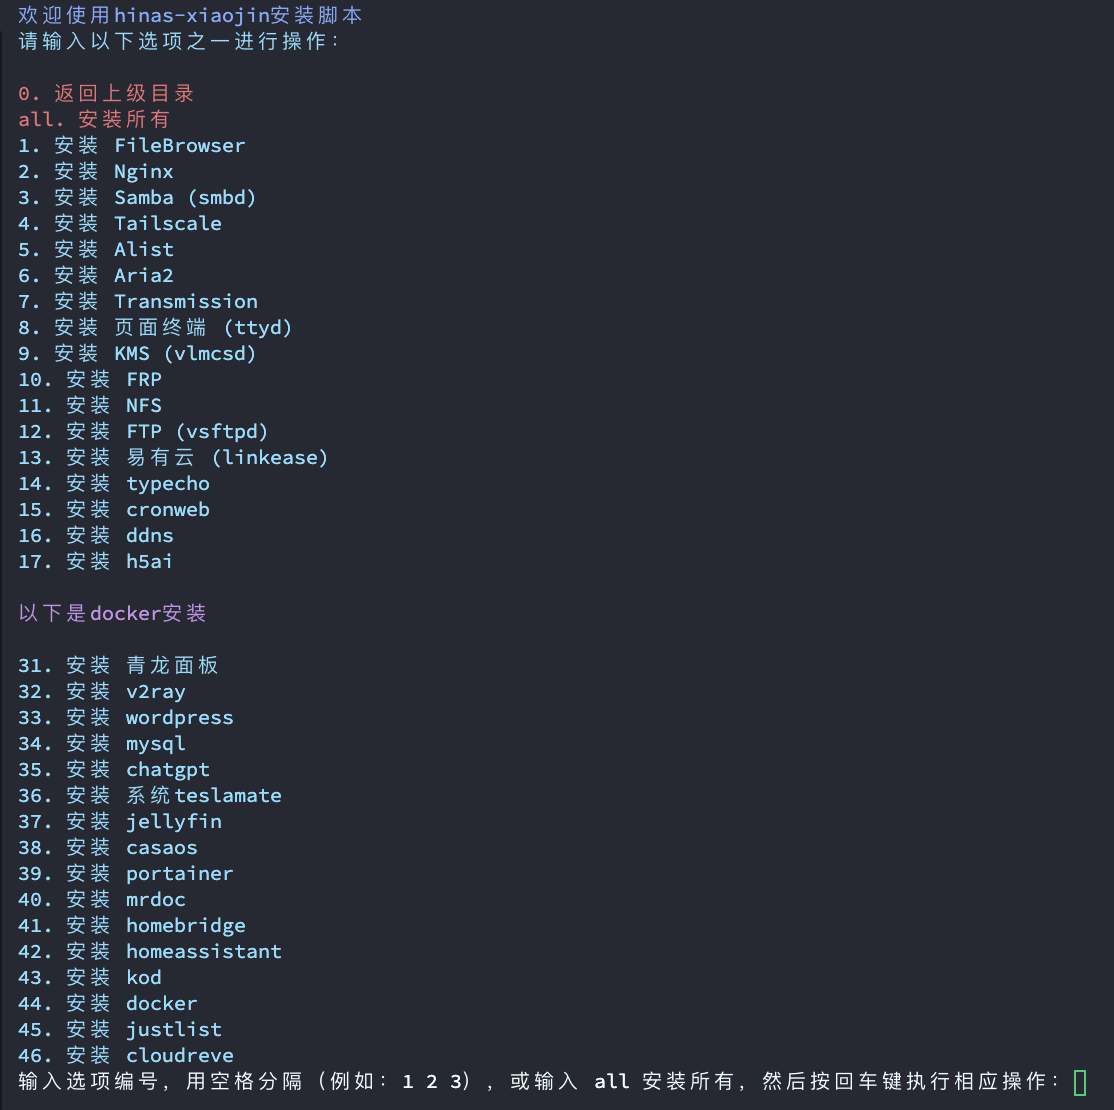 欢迎使用hinas-xiaojin安装脚本
请输入以下选项之一进行操作：
0. 返回上级目录
all. 安装所有
1. 安装 FileBrowser
2. 安装 Nginx
3. 安装 Samba (smbd)
4. 安装 Tailscale
5. 安装 Alist
6. 安装 Aria2
7. 安装 Transmission
8. 安装 页面终端 (ttyd)
9. 安装 KMS (vlmcsd)
10. 安装 FRP
11. 安装 NFS
12. 安装 FTP (vsftpd)
13. 安装 易有云 (linkease)
14. 安装 typecho
15. 安装 cronweb
16. 安装 ddns
17. 安装 h5ai
以下是docker安装
31. 安装 青龙面板
32. 安装 v2ray
33. 安装 wordpress
34. 安装 mysql
35. 安装 chatgpt
36. 安装 系统teslamate
37. 安装 jellyfin
38. 安装 casaos
39. 安装 portainer
40. 安装 mrdoc
41. 安装 homebridge
42. 安装 homeassistant
43. 安装 kod
44. 安装 docker
45. 安装 justlist
46. 安装 cloudreve
输入选项编号，用空格分隔（例如：1 2 3），或输入 all 安装所有，然后按回车键执行相应操作：